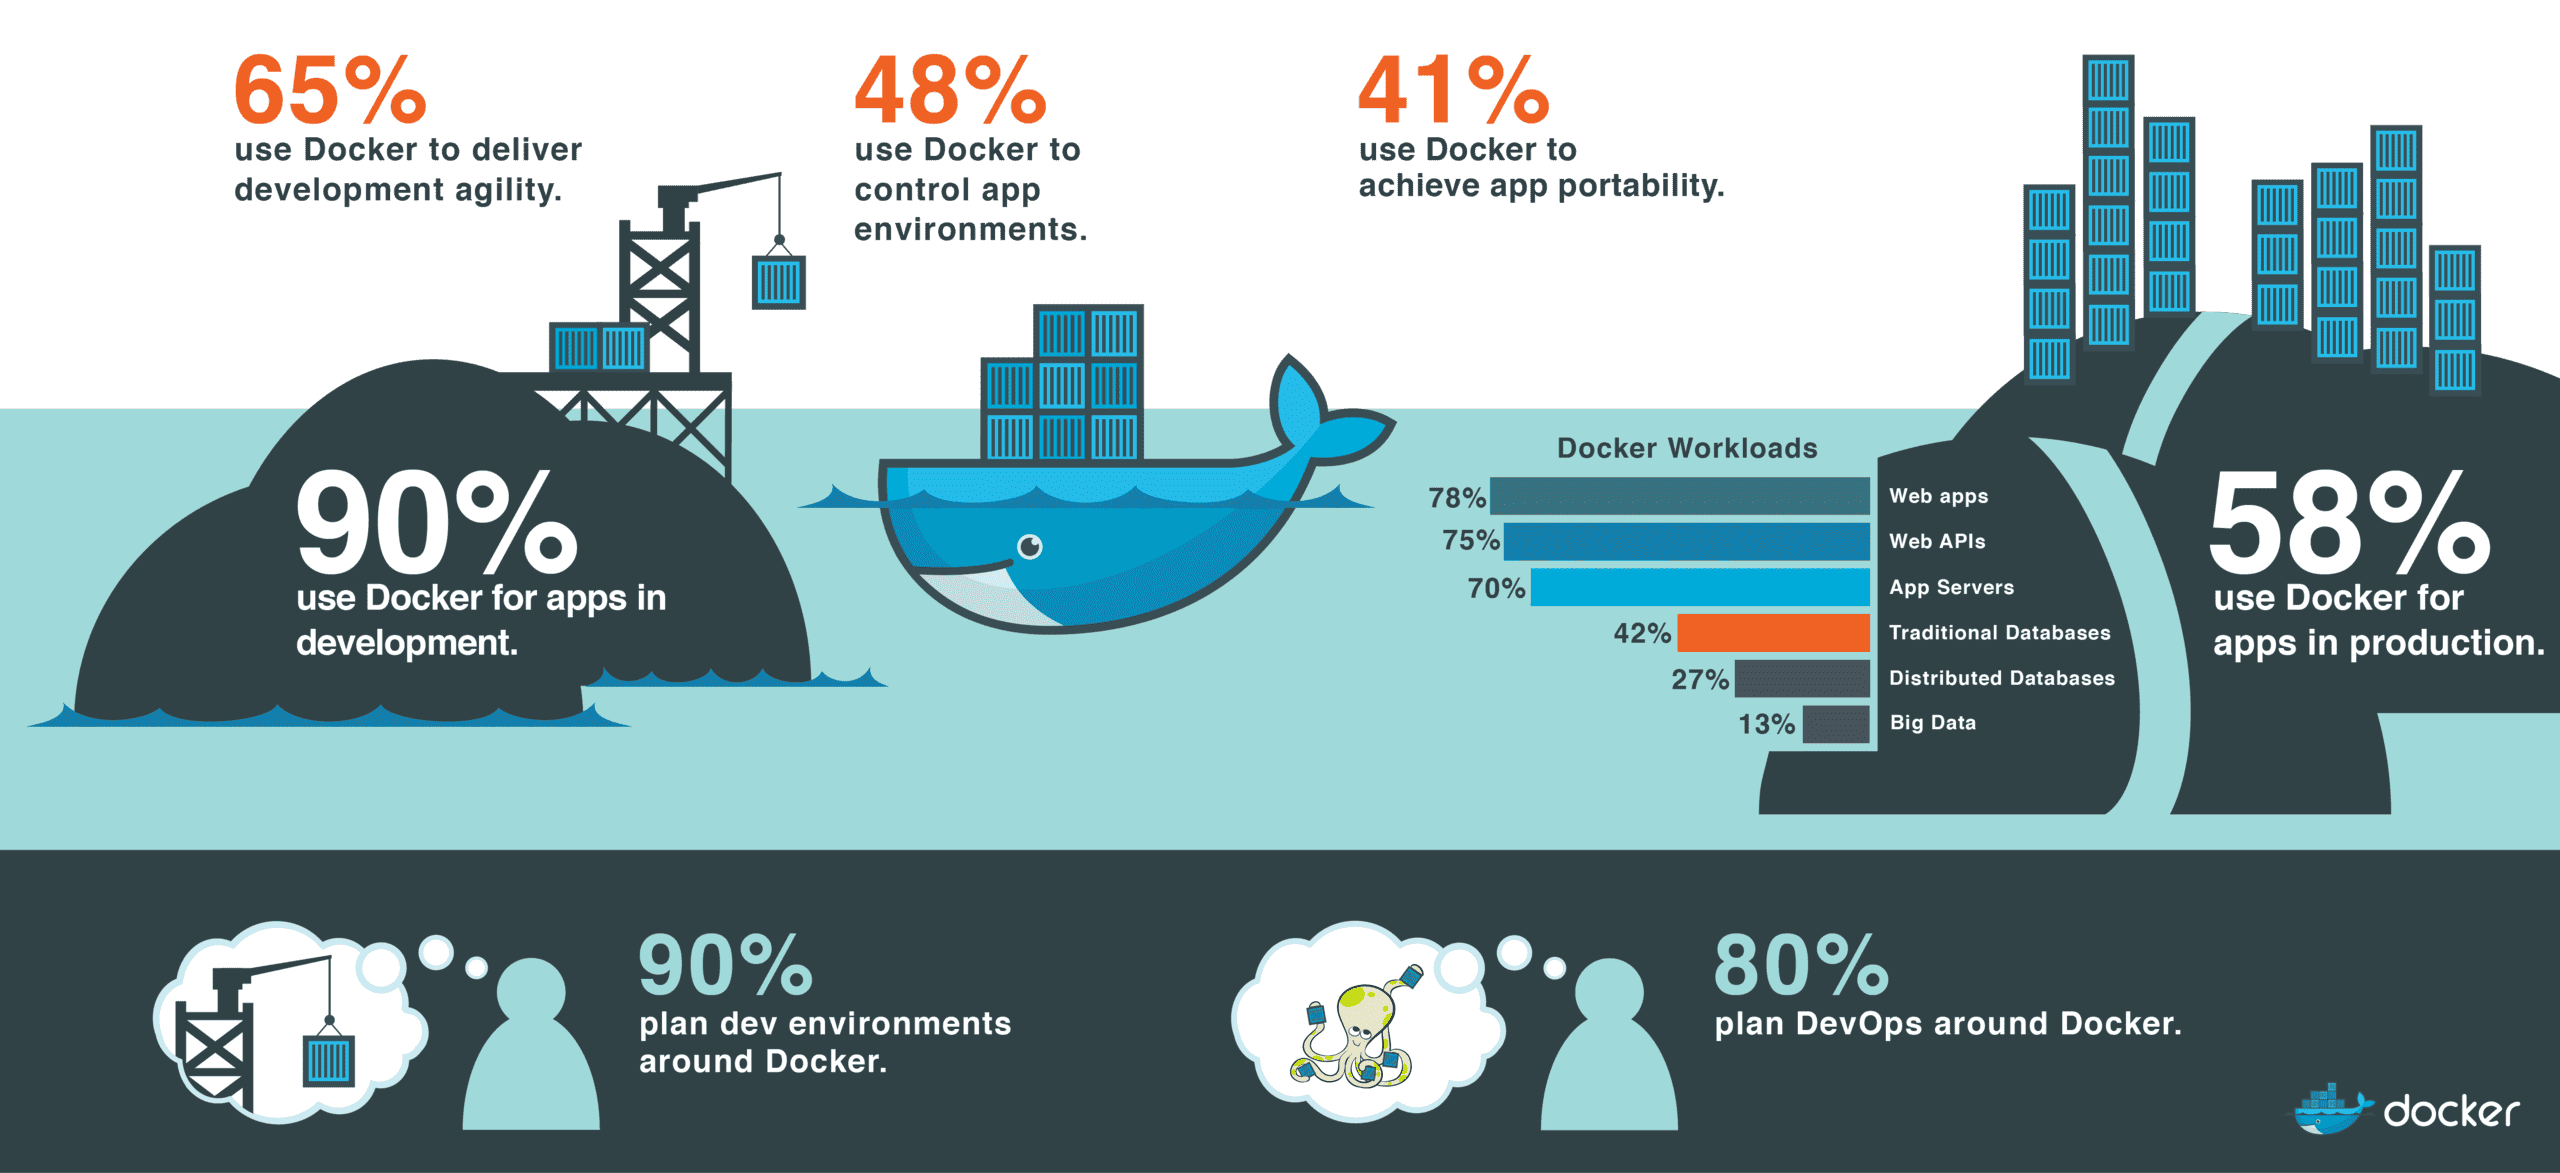 65%
use Docker to deliver
development agility.
48%
use Docker to
control app
environments.
41%
use Docker to
achieve app portability.
90%
use Docker for apps in
development.
Docker Workloads
78% Web apps
75% Web APIs
70% App Servers
42% Traditional Databases
27% Distributed Databases
13% Big Data
58%
use Docker for
apps in production.
90%
plan dev environments
around Docker.
80%
plan DevOps around Docker.
docker